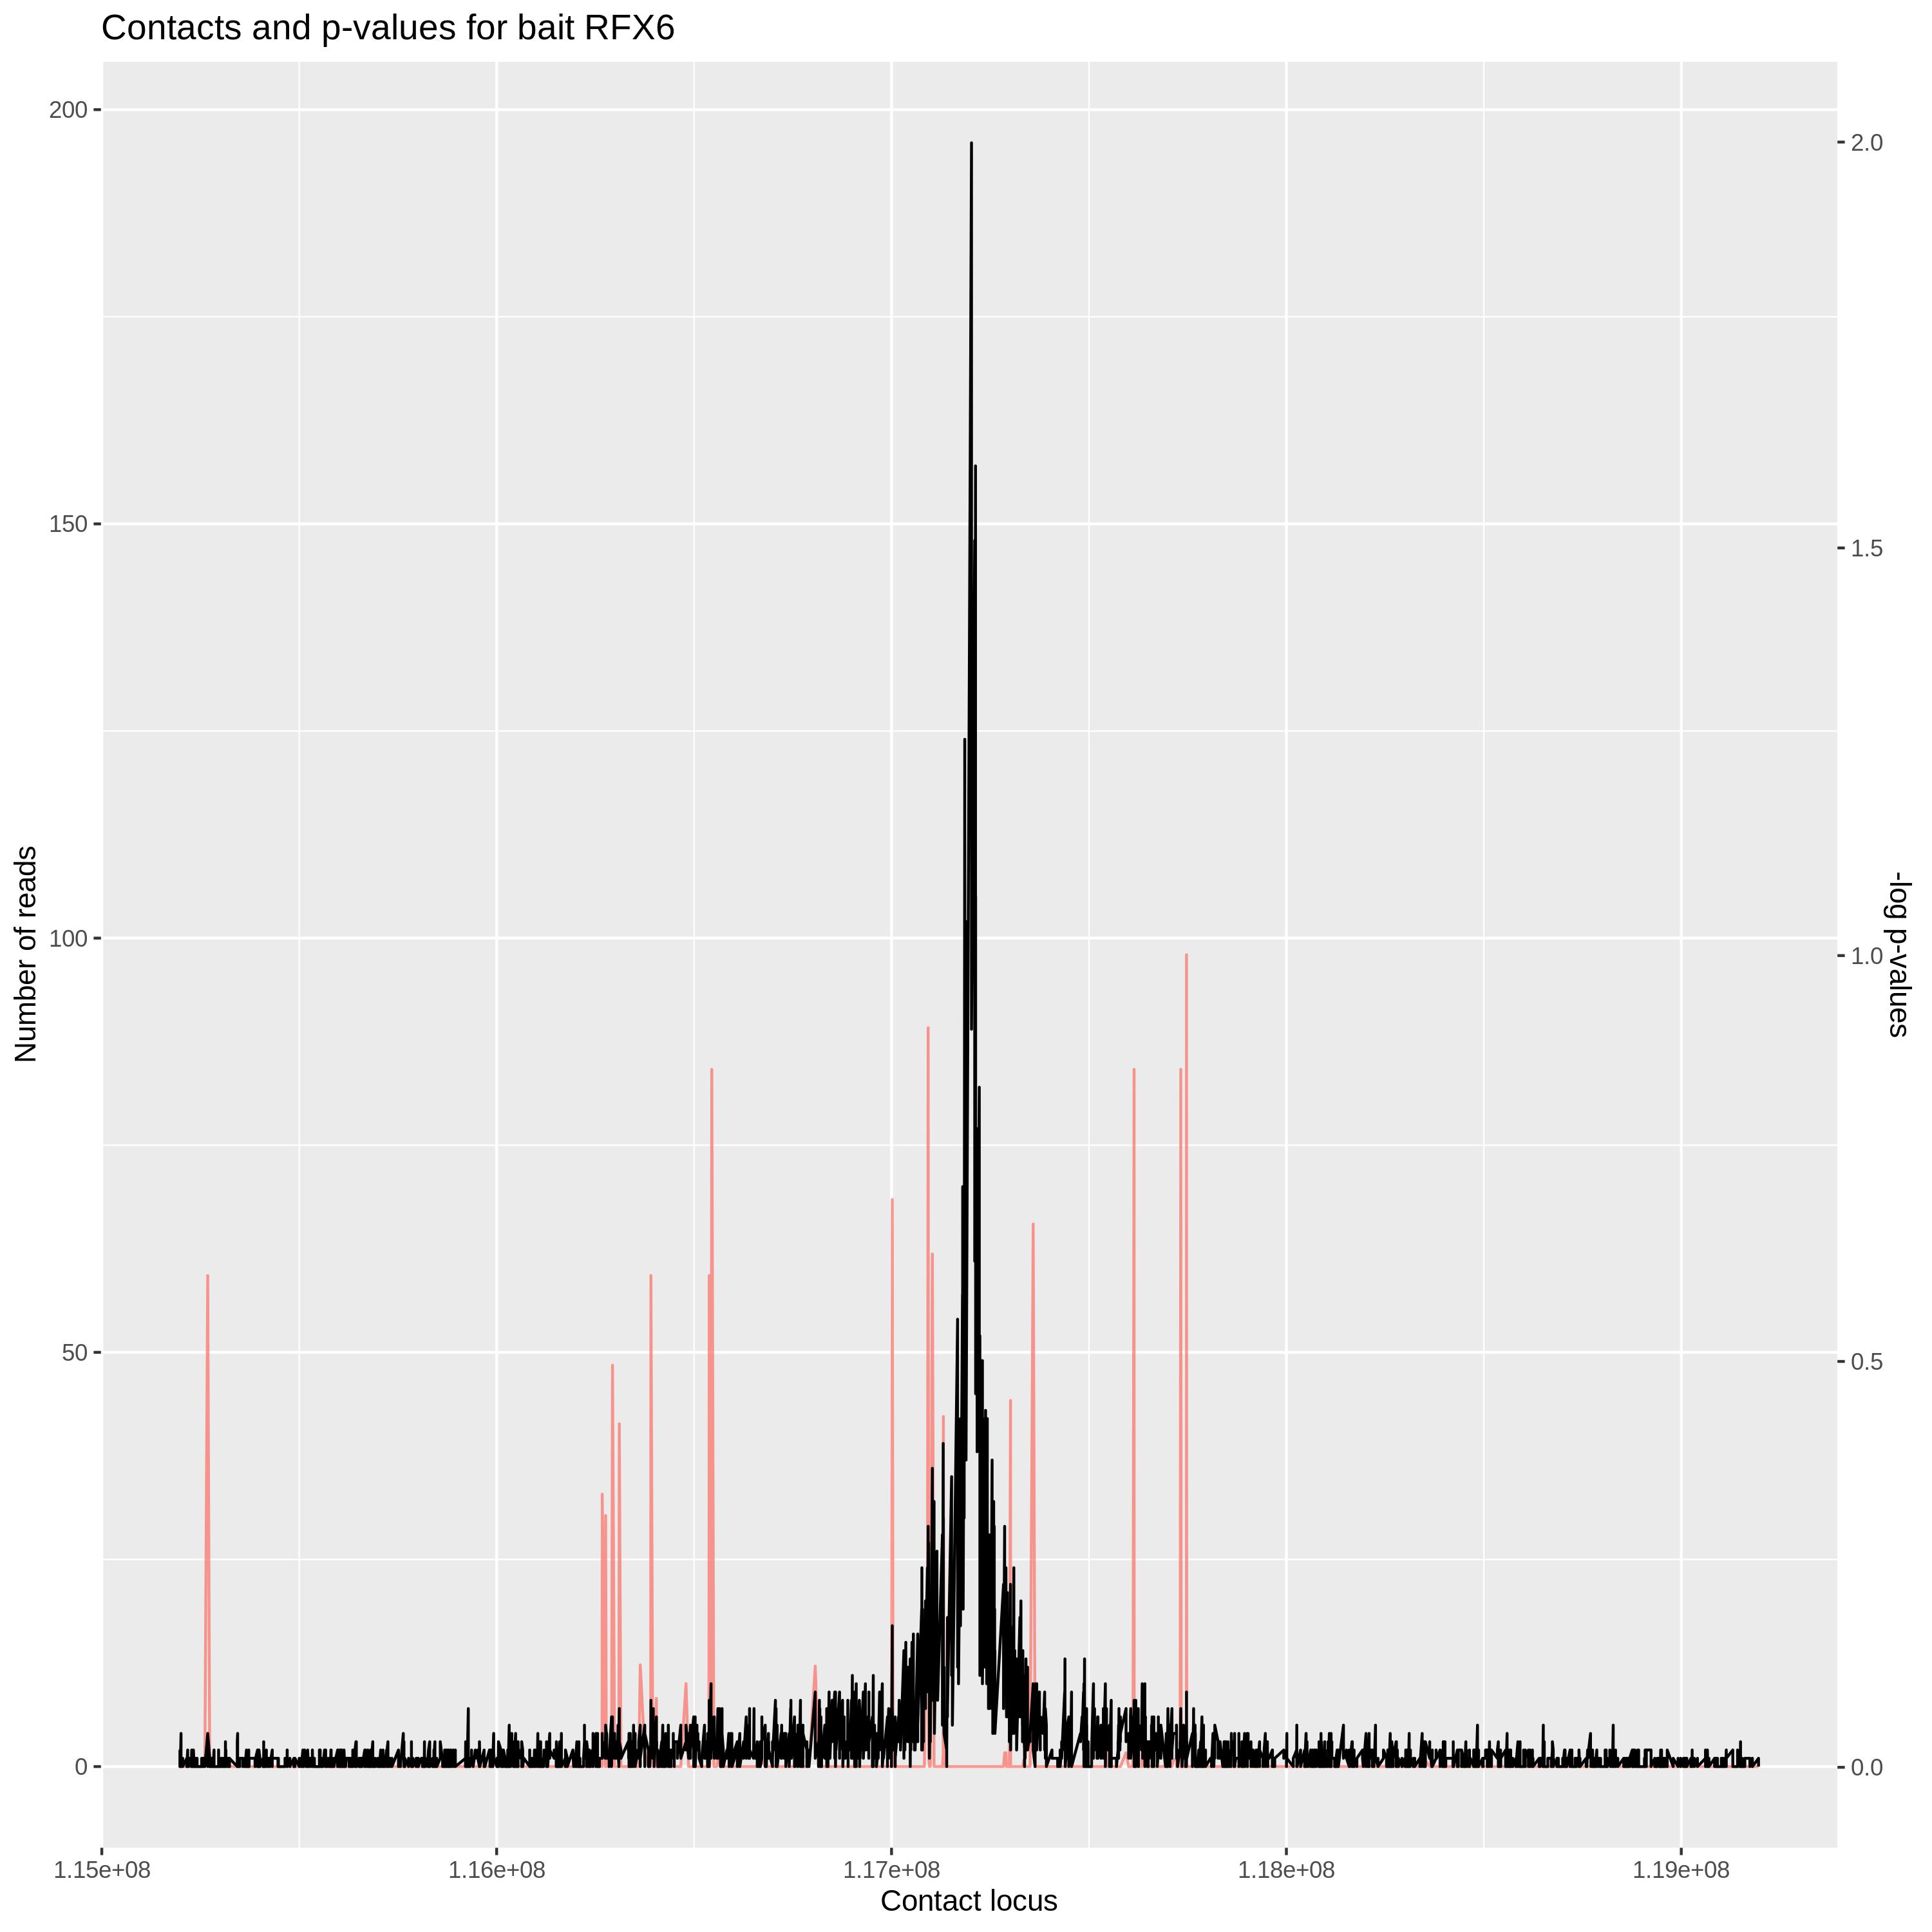 Contacts and p-values for bait RFX6
200
150
100
50
0
Number of reads
2.0
1.5
1.0
0.5
0.0
-log p-values
1.15e+08 1.16e+08 1.17e+08 1.18e+08 1.19e+08
Contact locus